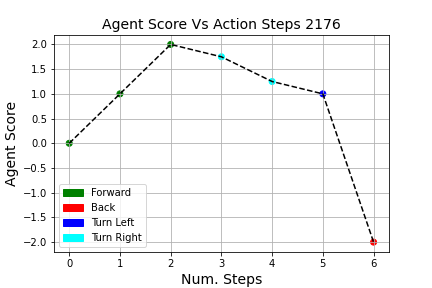 Agent Score Vs Action Steps 2176
Agent Score
2.0
1.5
1.0
0.5
0.0
−0.5
−1.0
−1.5
−2.0
Forward
Back
Turn Left
Turn Right
0 1 2 3 4 5 6
Num. Steps